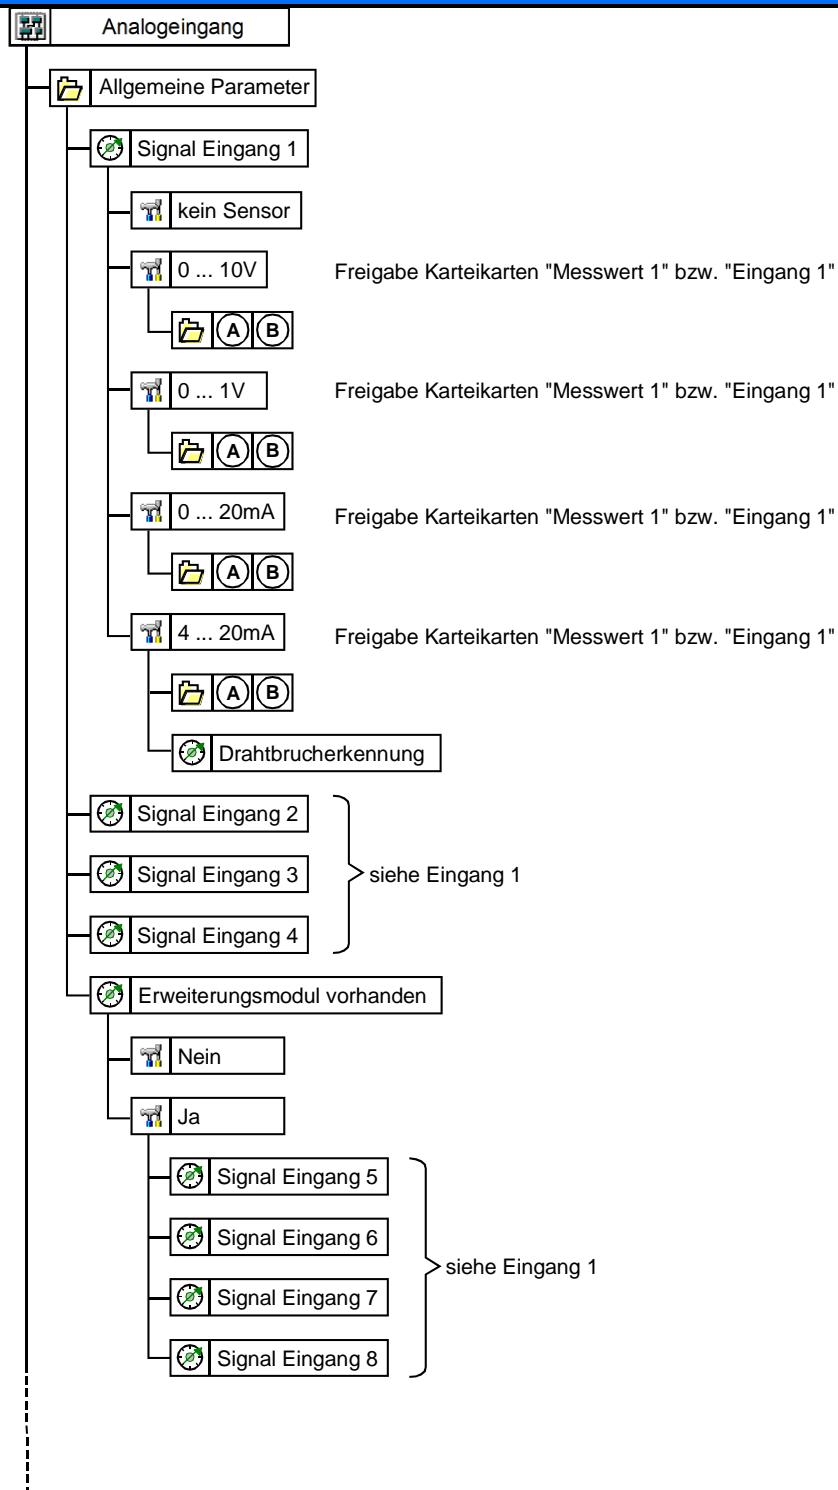 Analogeingang
Allgemeine Parameter
Signal Eingang 1
kein Sensor
0 ... 10V Freigabe Karteikarten "Messwert 1" bzw. "Eingang 1"
A B
0 ... 1V Freigabe Karteikarten "Messwert 1" bzw. "Eingang 1"
A B
0 ... 20mA Freigabe Karteikarten "Messwert 1" bzw. "Eingang 1"
A B
4 ... 20mA Freigabe Karteikarten "Messwert 1" bzw. "Eingang 1"
A B
Drahtbrucherkennung
Signal Eingang 2
Signal Eingang 3 siehe Eingang 1
Signal Eingang 4
Erweiterungsmodul vorhanden
Nein
Ja
Signal Eingang 5
Signal Eingang 6
siehe Eingang 1
Signal Eingang 7
Signal Eingang 8